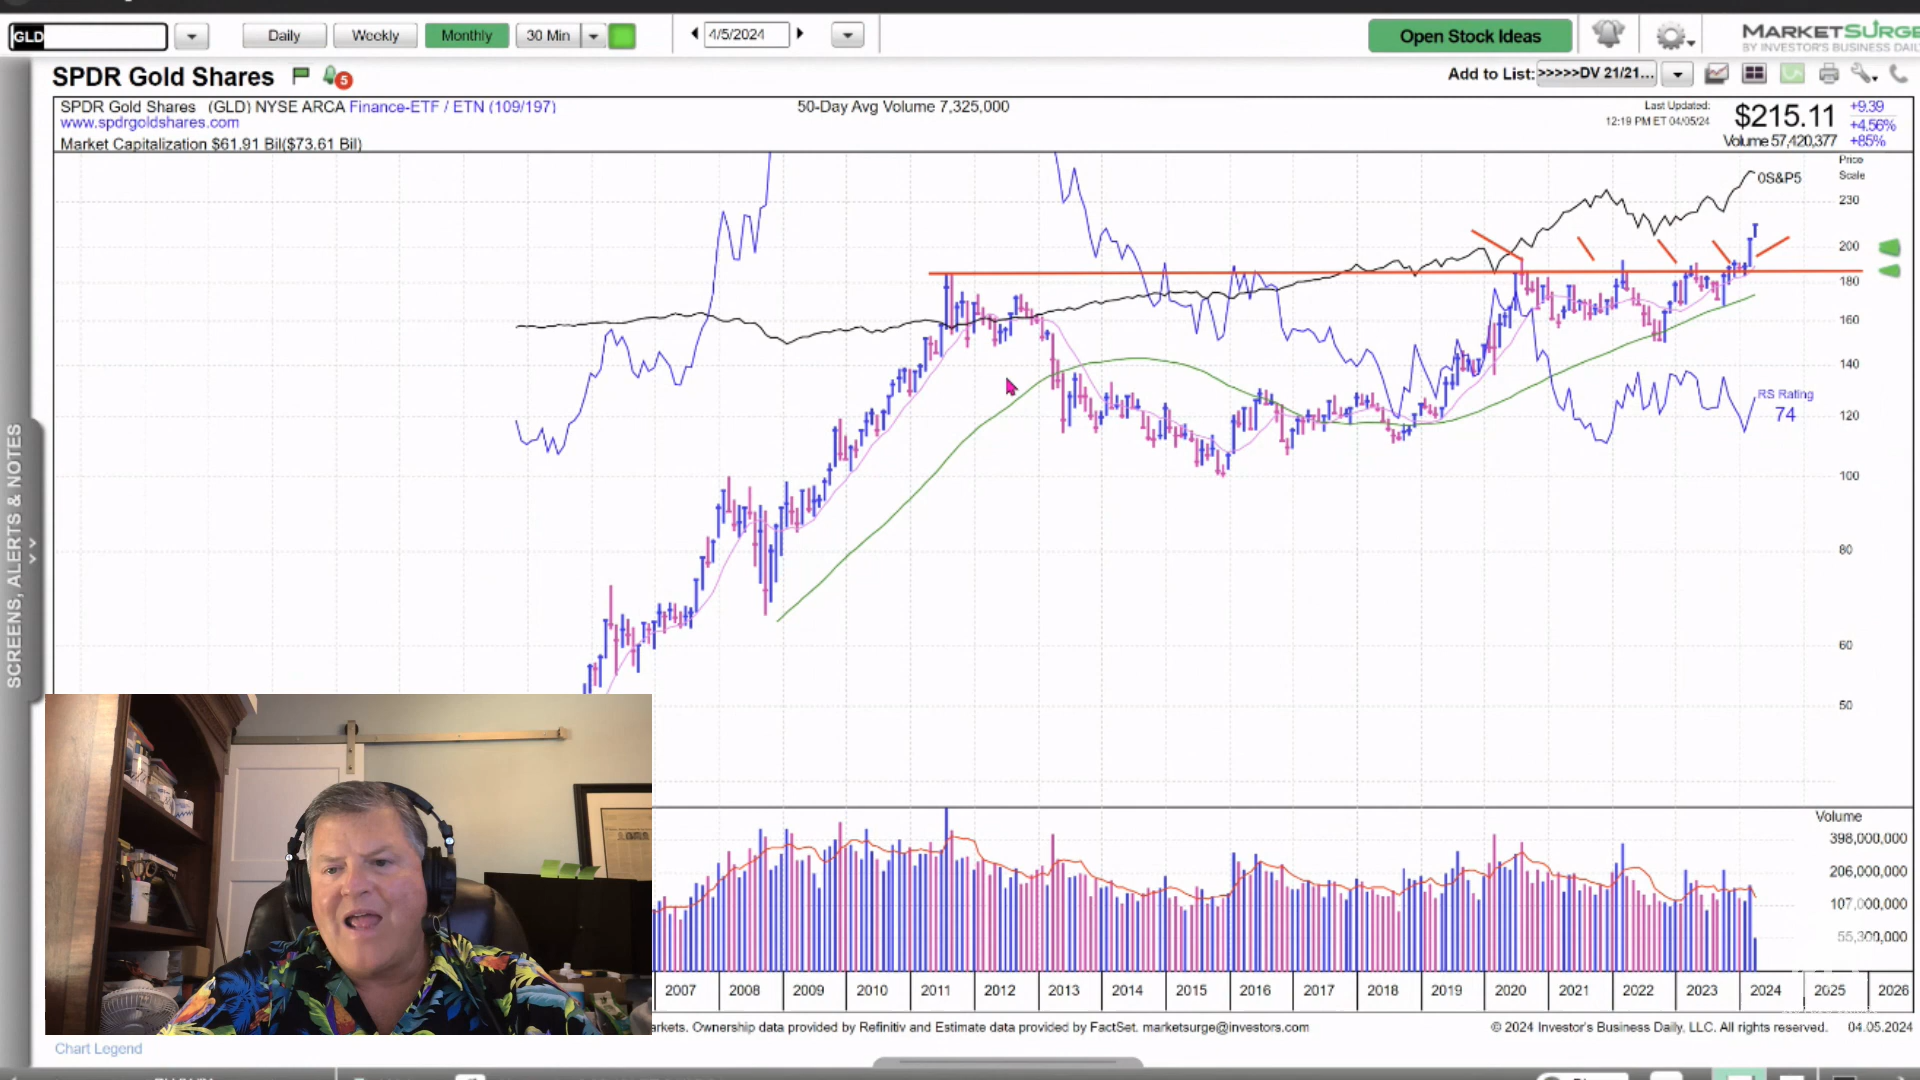 GLD
Daily
Weekly
Monthly
30 Min
4/5/2024
Open Stock Ideas
MARKETSURGE
BY INVESTOR'S BUSINESS DAILY
SPDR Gold Shares
5
Add to List:
>>>>>DV 21/21...
SPDR Gold Shares (GLD) NYSE ARCA Finance-ETF / ETN (109/197)
50-Day Avg Volume 7,325,000
www.spdrgoldshares.com
Market Capitalization $61.91 Bil($73.61 Bil)
Last Updated:
12:19 PM ET 04/05/24
$215.11
+9.39
+4.56%
Volume 57,420,377
+85%
Price
Scale
0S&P5
230
200
180
160
140
RS Rating
74
120
100
80
60
50
SCREENS, ALERTS & NOTES
Volume
398,000,000
206,000,000
107,000,000
55,300,000
2007 2008 2009 2010 2011 2012 2013 2014 2015 2016 2017 2018 2019 2020 2021 2022 2023 2024 2025 2026
arkets. Ownership data provided by Refinitiv and Estimate data provided by FactSet. marketsurge@investors.com
© 2024 Investor's Business Daily, LLC. All rights reserved.
04.05.2024
Chart Legend